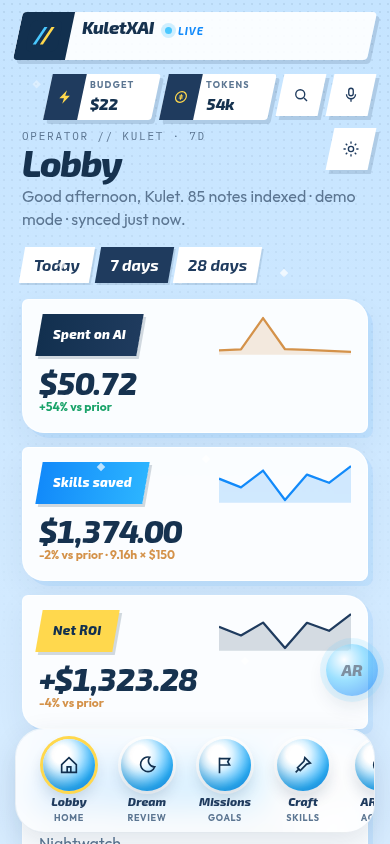 KuletXAI LIVE
BUDGET
$22
TOKENS
54k
OPERATOR // KULET · 7D
Lobby
Good afternoon, Kulet. 85 notes indexed · demo
mode · synced just now.
Today 7 days 28 days
Spent on AI
$50.72
+54% vs prior
Skills saved
$1,374.00
-2% vs prior · 9.16h × $150
Net ROI
+$1,323.28
-4% vs prior
AR
Lobby Dream Missions Craft
HOME REVIEW GOALS SKILLS
Nightwatch